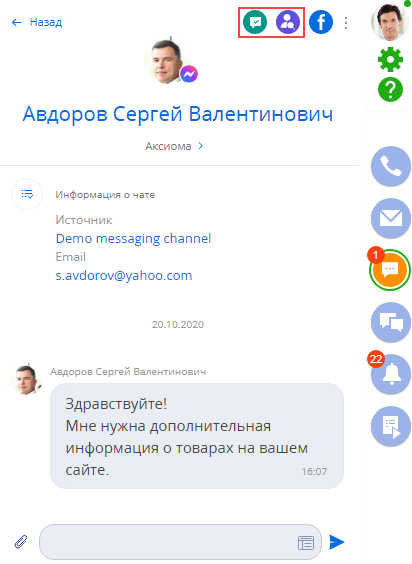 Назад
Авдоров Сергей Валентинович
Аксиома
Информация о чате
Источник
Demo messaging channel
Email
s.avdorov@yahoo.com
20.10.2020
Авдоров Сергей Валентинович
Здравствуйте!
Мне нужна дополнительная
информация о товарах на вашем
сайте.
16:07
1
22